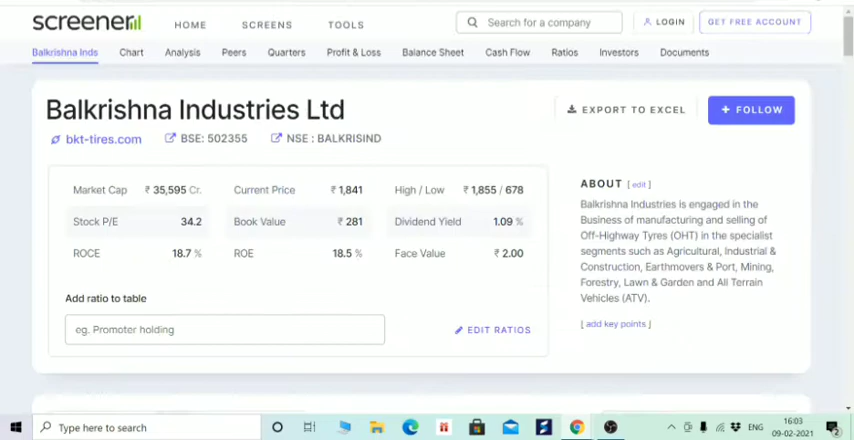 screener
HOME SCREENS TOOLS
Search for a company
LOGIN
GET FREE ACCOUNT
Balkrishna Inds Chart Analysis Peers Quarters Profit & Loss Balance Sheet Cash Flow Ratios Investors Documents
Balkrishna Industries Ltd
EXPORT TO EXCEL
+ FOLLOW
bkt-tires.com BSE: 502355 NSE : BALKRISIND
Market Cap ₹ 35,595 Cr. Current Price ₹ 1,841 High / Low ₹ 1,855 / 678
Stock P/E 34.2 Book Value ₹ 281 Dividend Yield 1.09 %
ROCE 18.7 % ROE 18.5 % Face Value ₹ 2.00
Add ratio to table
eg. Promoter holding
EDIT RATIOS
ABOUT [ edit ]
Balkrishna Industries is engaged in the
Business of manufacturing and selling of
Off-Highway Tyres (OHT) in the specialist
segments such as Agricultural, Industrial &
Construction, Earthmovers & Port, Mining,
Forestry, Lawn & Garden and All Terrain
Vehicles (ATV).
[ add key points ]
Type here to search
ENG
16:03
09-02-2021
2